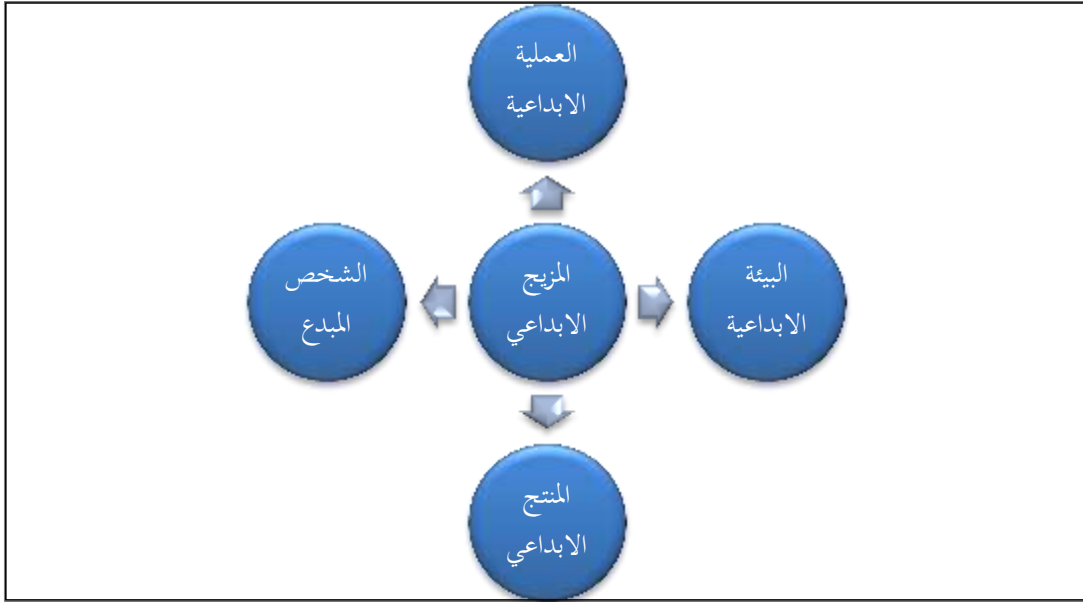 العملية
الابداعية
البيئة
الابداعية
المزيج
الابداعي
الشخص
المبدع
المنتج
الابداعي